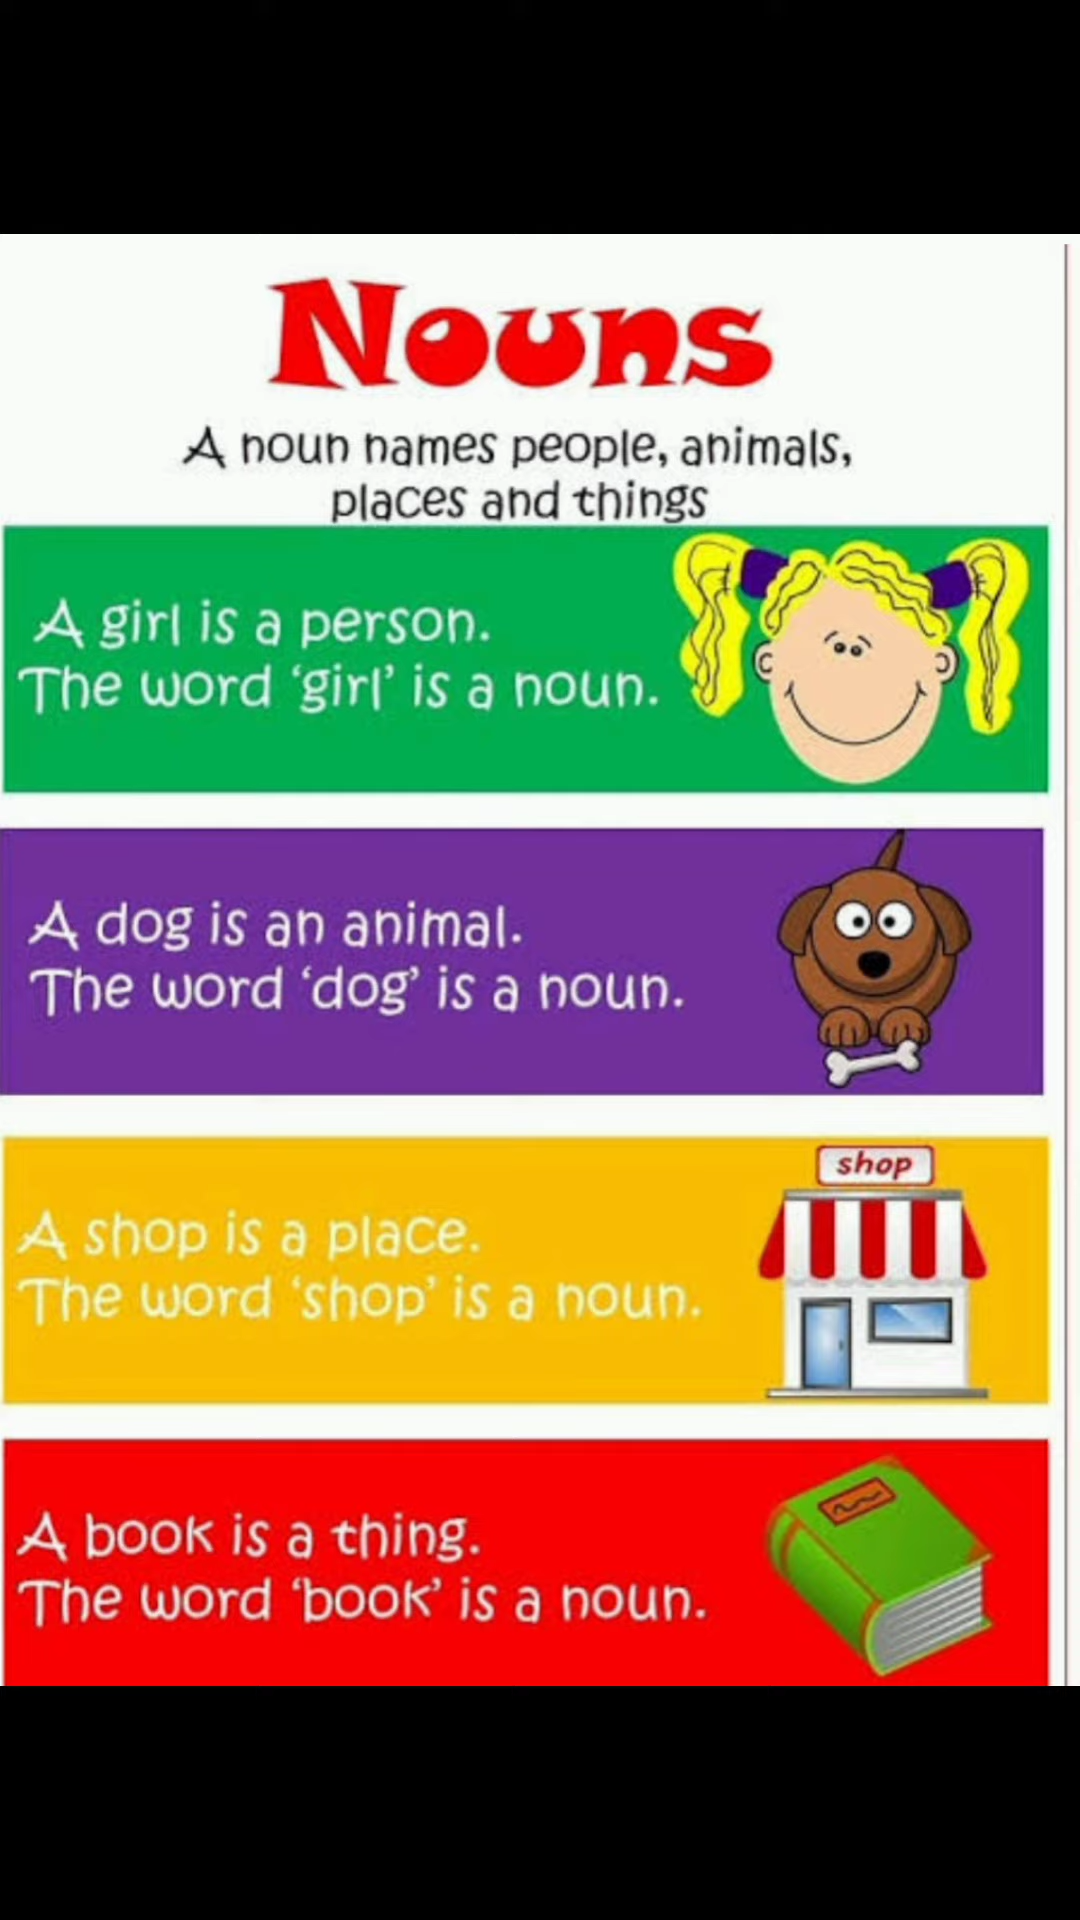 Nouns
A noun names people, animals,
places and things
A girl is a person.
The word ‘girl’ is a noun.
A dog is an animal.
The word ‘dog’ is a noun.
shop
A shop is a place.
The word ‘shop’ is a noun.
A book is a thing.
The word ‘book’ is a noun.